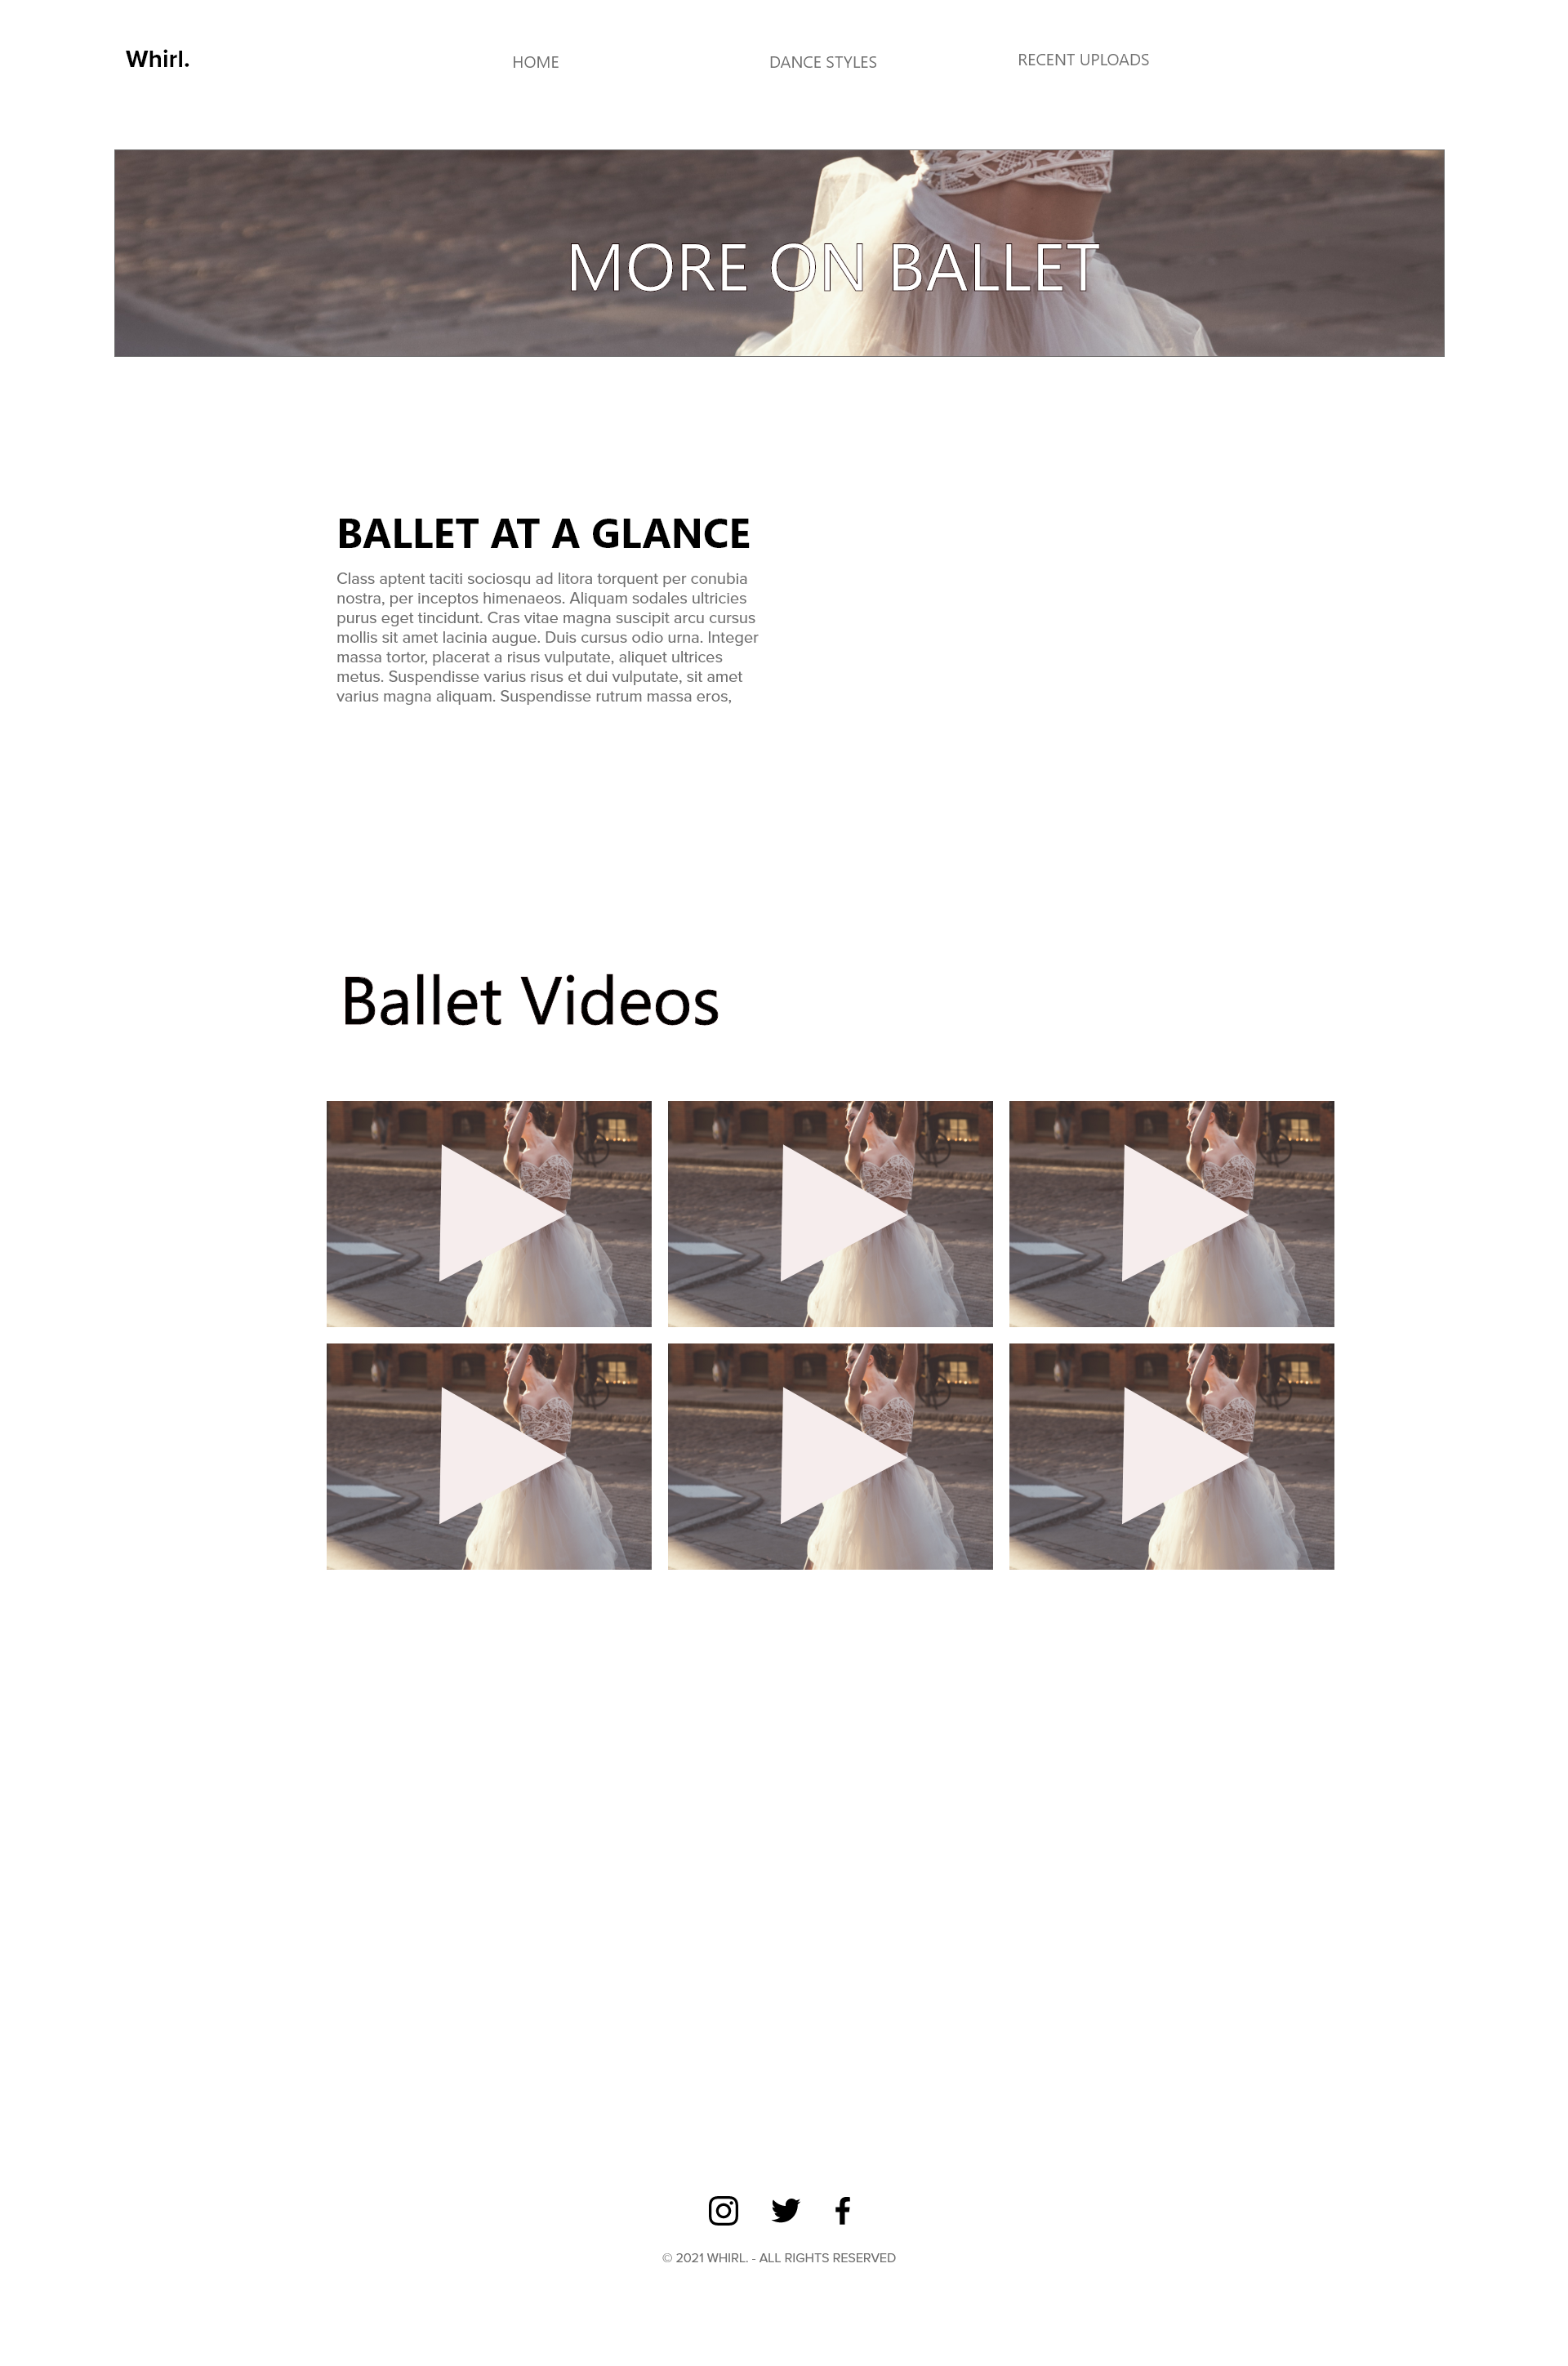 Whirl.
HOME
DANCE STYLES
RECENT UPLOADS
MORE ON BALLET
BALLET AT A GLANCE
Class aptent taciti sociosqu ad litora torquent per conubia
nostra, per inceptos himenaeos. Aliquam sodales ultricies
purus eget tincidunt. Cras vitae magna suscipit arcu cursus
mollis sit amet lacinia augue. Duis cursus odio urna. Integer
massa tortor, placerat a risus vulputate, aliquet ultrices
metus. Suspendisse varius risus et dui vulputate, sit amet
varius magna aliquam. Suspendisse rutrum massa eros,
Ballet Videos
© 2021 WHIRL. - ALL RIGHTS RESERVED